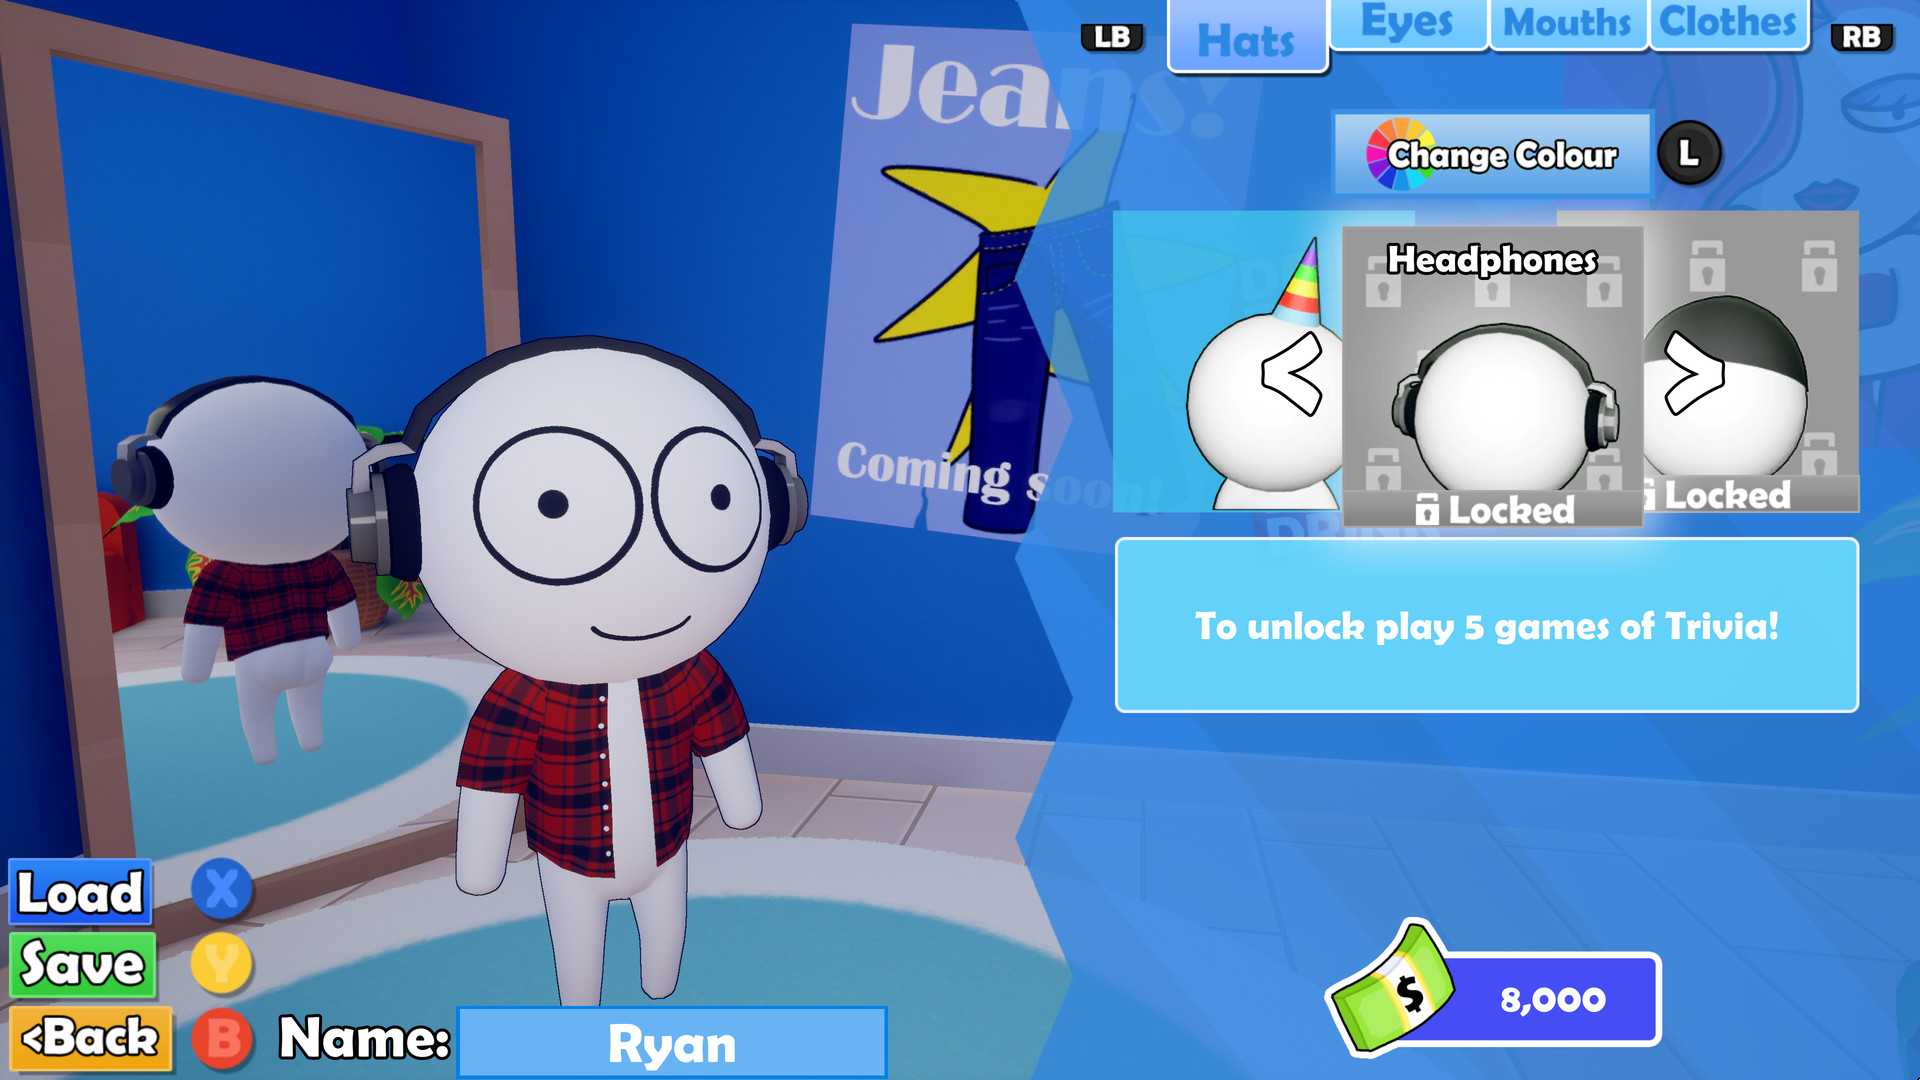 LB
Hats
Eyes
Mouths
Clothes
RB
Jeans!
Change Colour
L
Headphones
Locked
Locked
Coming soon!
To unlock play 5 games of Trivia!
Load
X
Save
Y
<Back
B
Name:
Ryan
$
8,000